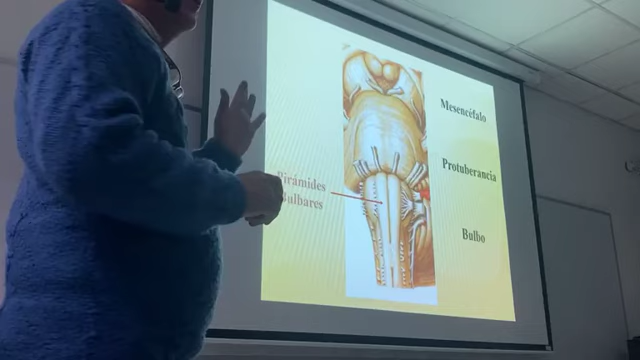 Mesencéfalo
Protuberancia
Pirámides
Bulbares
Bulbo